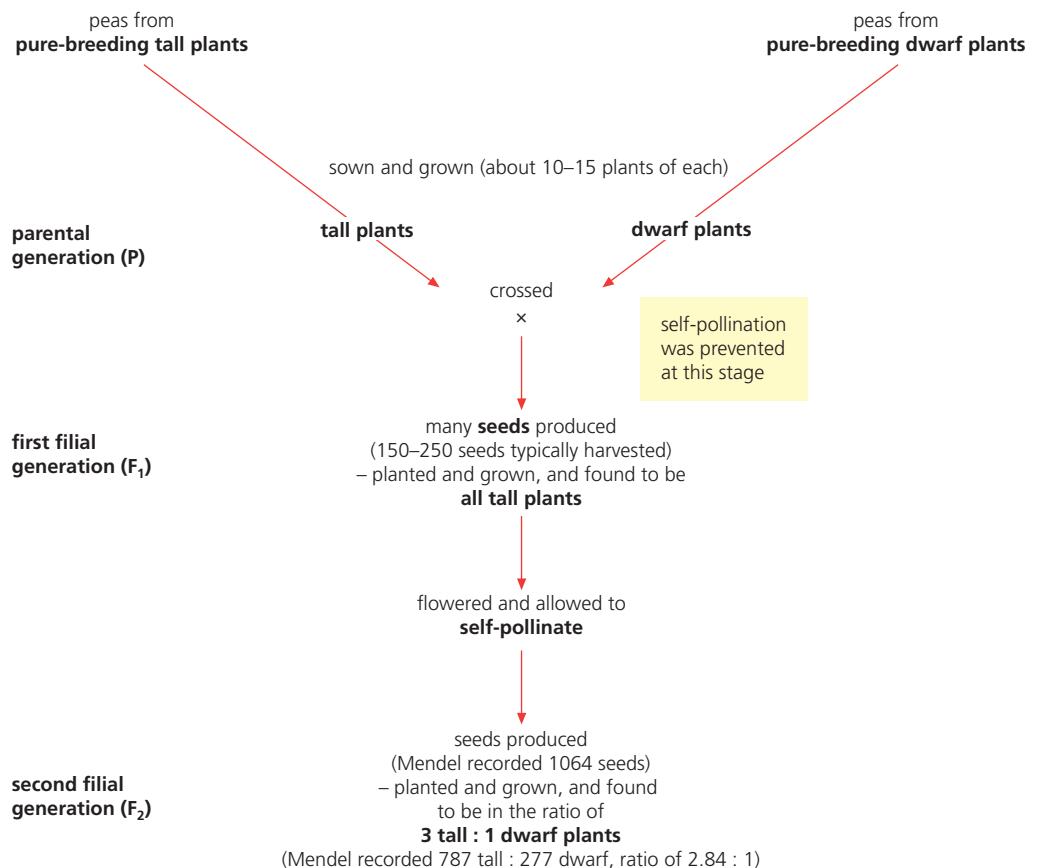 peas from
pure-breeding tall plants
peas from
pure-breeding dwarf plants
sown and grown (about 10–15 plants of each)
parental
generation (P)
tall plants
dwarf plants
crossed
×
self-pollination
was prevented
at this stage
first filial
generation (F₁)
many seeds produced
(150–250 seeds typically harvested)
– planted and grown, and found to be
all tall plants
flowered and allowed to
self-pollinate
second filial
generation (F₂)
seeds produced
(Mendel recorded 1064 seeds)
– planted and grown, and found
to be in the ratio of
3 tall : 1 dwarf plants
(Mendel recorded 787 tall : 277 dwarf, ratio of 2.84 : 1)